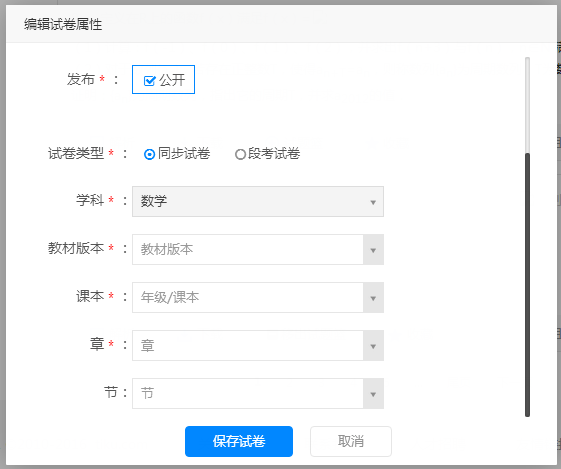 编辑试卷属性
发布 * ： 公开
试卷类型 * ： 同步试卷 段考试卷
学科 * ： 数学
教材版本 * ： 教材版本
课本 * ： 年级/课本
章 * ： 章
节 ： 节
保存试卷 取消